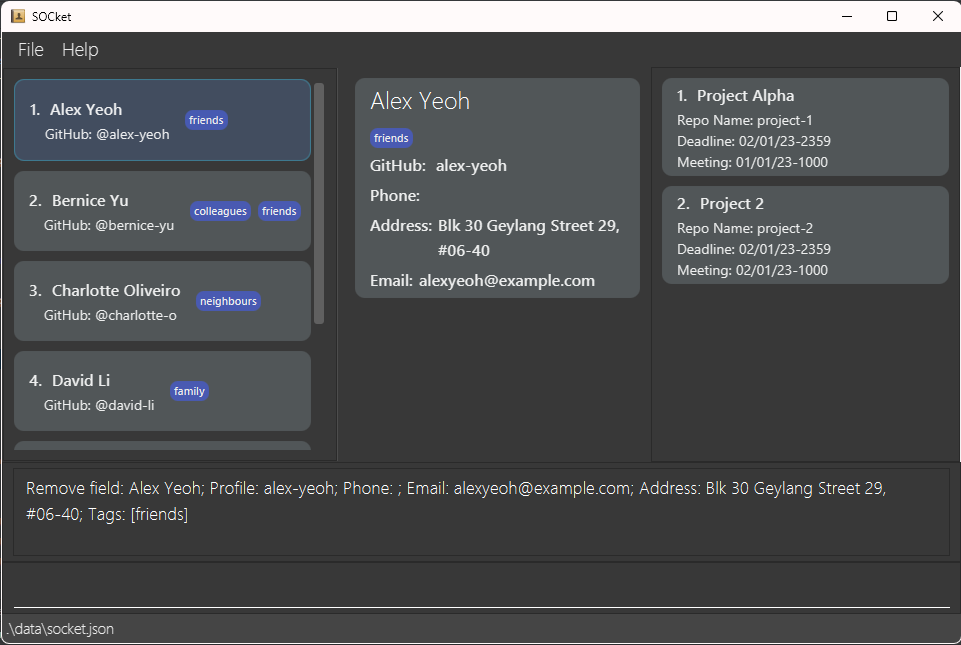 SOCket
File Help
1. Alex Yeoh
GitHub: @alex-yeoh
friends
2. Bernice Yu
GitHub: @bernice-yu
colleagues friends
3. Charlotte Oliveiro
GitHub: @charlotte-o
neighbours
4. David Li
GitHub: @david-li
family
Alex Yeoh
friends
GitHub: alex-yeoh
Phone:
Address: Blk 30 Geylang Street 29,
#06-40
Email: alexyeoh@example.com
1. Project Alpha
Repo Name: project-1
Deadline: 02/01/23-2359
Meeting: 01/01/23-1000
2. Project 2
Repo Name: project-2
Deadline: 02/01/23-2359
Meeting: 02/01/23-1000
Remove field: Alex Yeoh; Profile: alex-yeoh; Phone: ; Email: alexyeoh@example.com; Address: Blk 30 Geylang Street 29,
#06-40; Tags: [friends]
.\data\socket.json